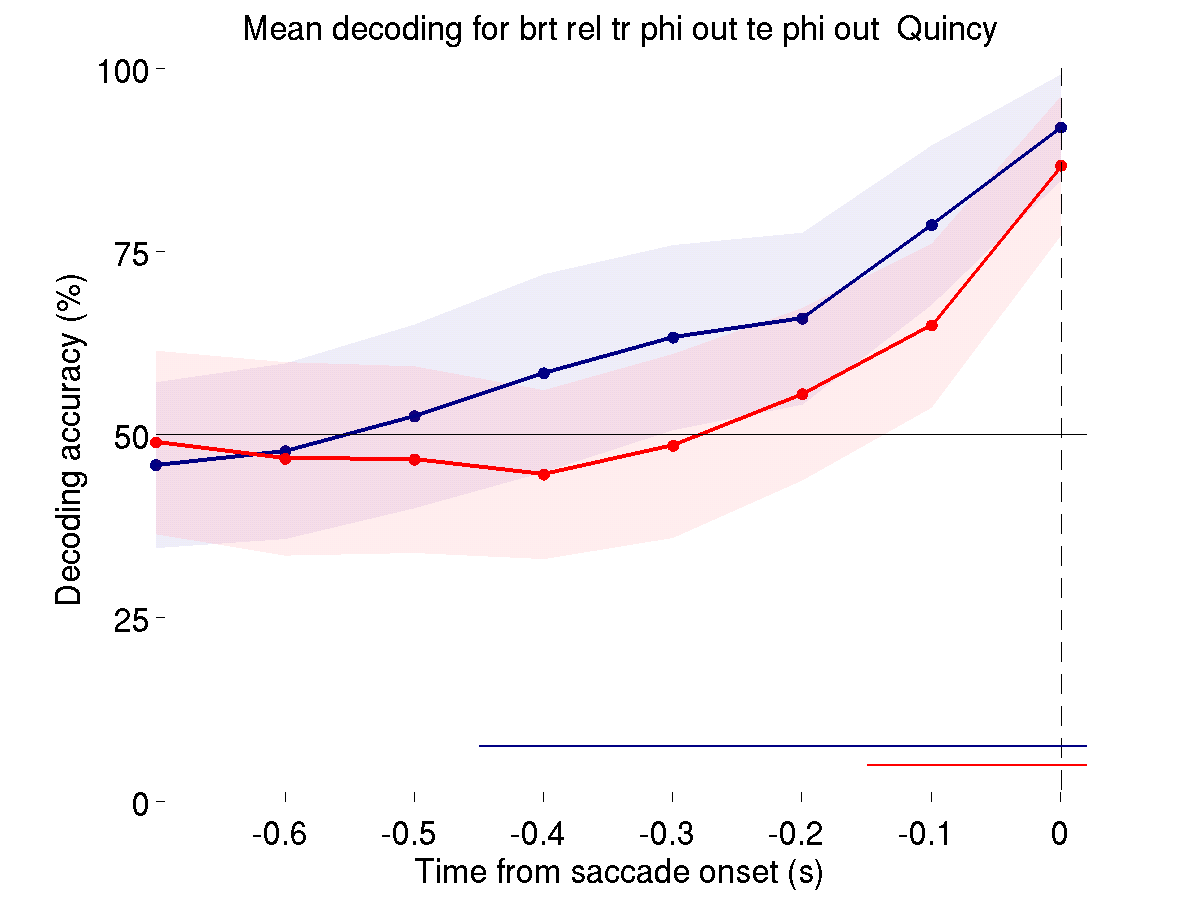 Mean decoding for brt rel tr phi out te phi out  Quincy
100
75
50
25
0
Decoding accuracy (%)
-0.6 -0.5 -0.4 -0.3 -0.2 -0.1 0
Time from saccade onset (s)